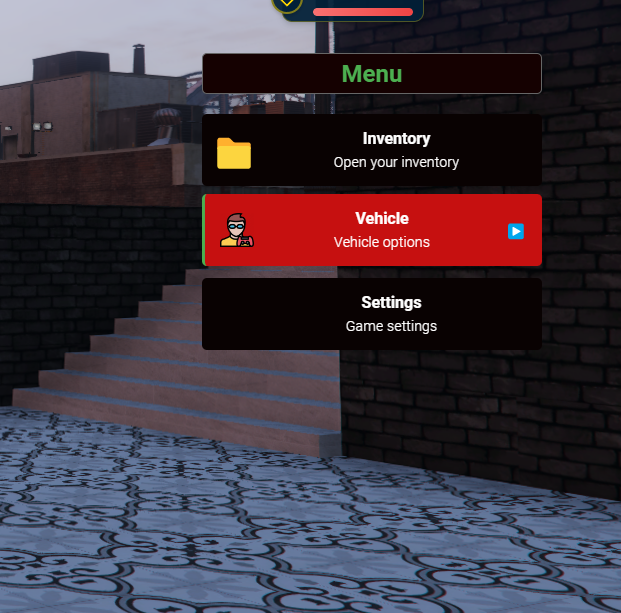 Menu
Inventory
Open your inventory
Vehicle
Vehicle options
Settings
Game settings